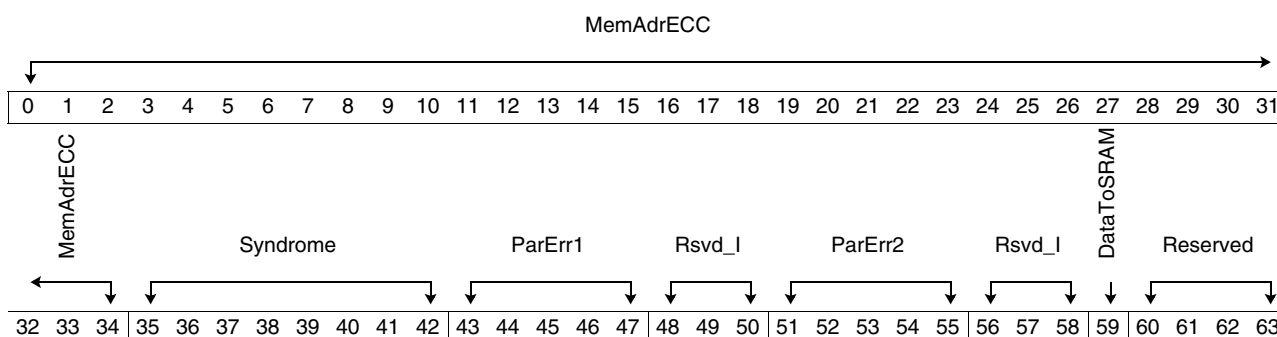 MemAdrECC
0 1 2 3 4 5 6 7 8 9 10 11 12 13 14 15 16 17 18 19 20 21 22 23 24 25 26 27 28 29 30 31
MemAdrECC
Syndrome
ParErr1
Rsvd_I
ParErr2
Rsvd_I
DataToSRAM
Reserved
32 33 34 35 36 37 38 39 40 41 42 43 44 45 46 47 48 49 50 51 52 53 54 55 56 57 58 59 60 61 62 63